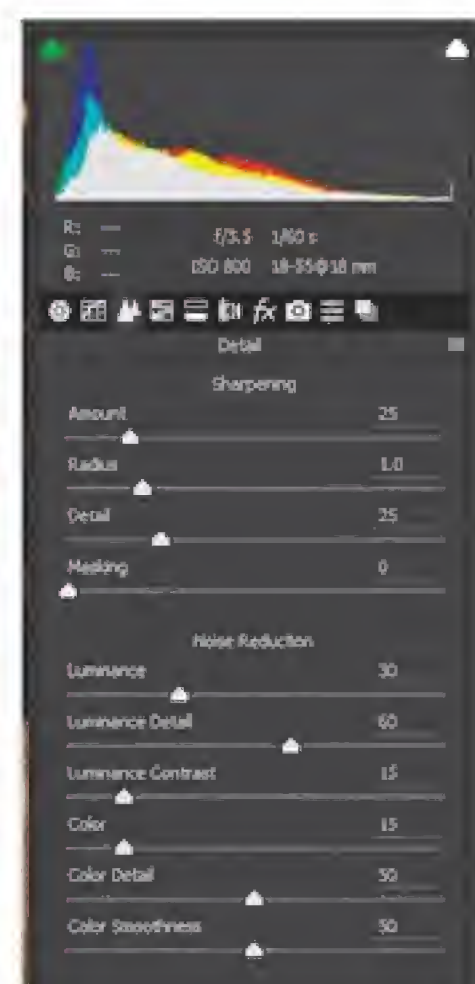 R: ---
G: ---
B: ---
f/3.5 1/60 s
ISO 800 18-55@18 mm
fx
Detail
Sharpening
Amount 25
Radius 1.0
Detail 25
Masking 0
Noise Reduction
Luminance 30
Luminance Detail 60
Luminance Contrast 15
Color 15
Color Detail 50
Color Smoothness 50